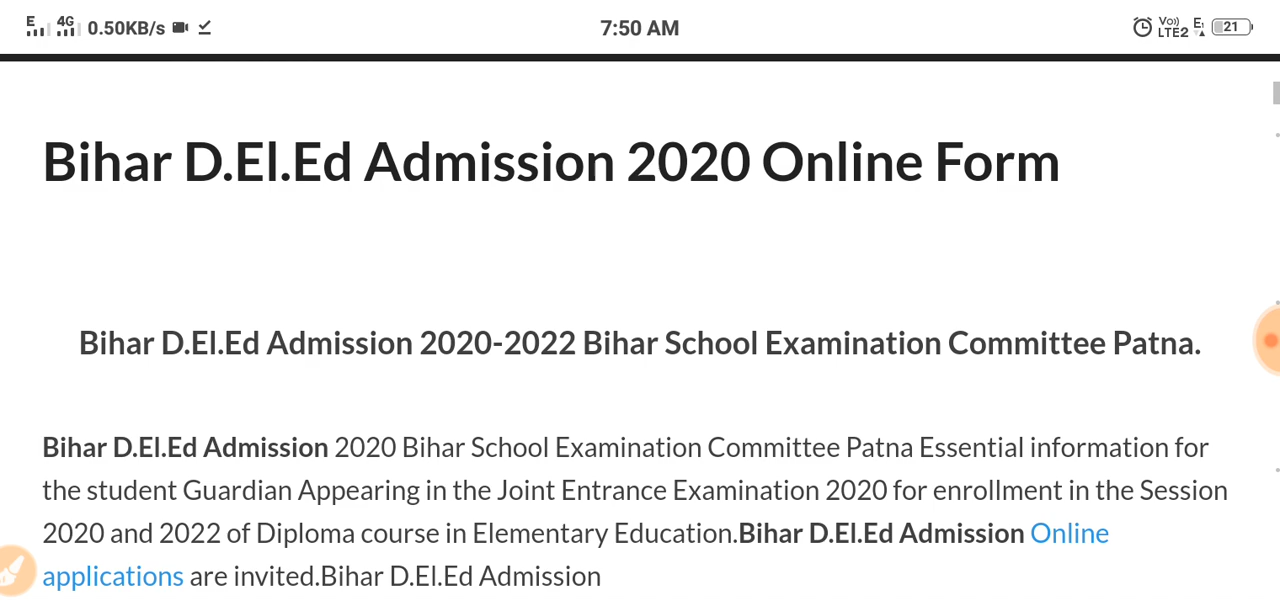 E 4G 0.50KB/s 7:50 AM Vo)) LTE2 E 21
Bihar D.El.Ed Admission 2020 Online Form
Bihar D.El.Ed Admission 2020-2022 Bihar School Examination Committee Patna.
Bihar D.El.Ed Admission 2020 Bihar School Examination Committee Patna Essential information for
the student Guardian Appearing in the Joint Entrance Examination 2020 for enrollment in the Session
2020 and 2022 of Diploma course in Elementary Education.Bihar D.El.Ed Admission Online
applications are invited.Bihar D.El.Ed Admission